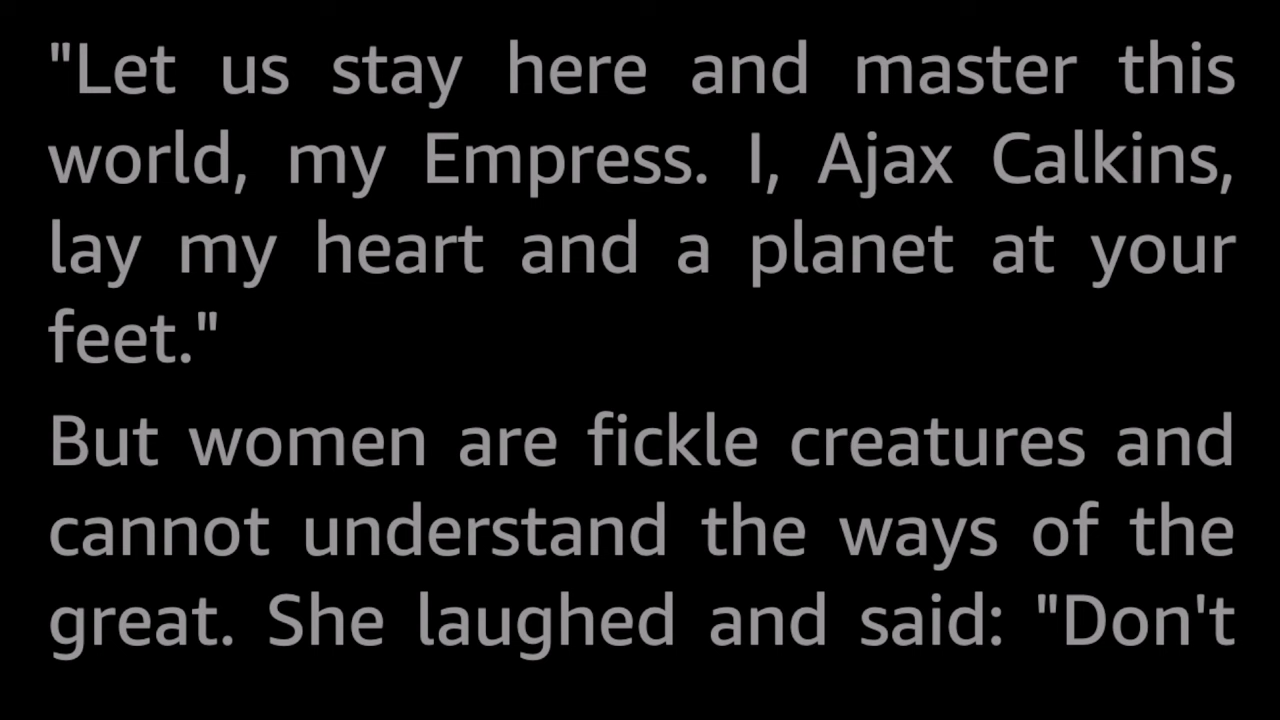 "Let us stay here and master this
world, my Empress. I, Ajax Calkins,
lay my heart and a planet at your
feet."
But women are fickle creatures and
cannot understand the ways of the
great. She laughed and said: "Don't